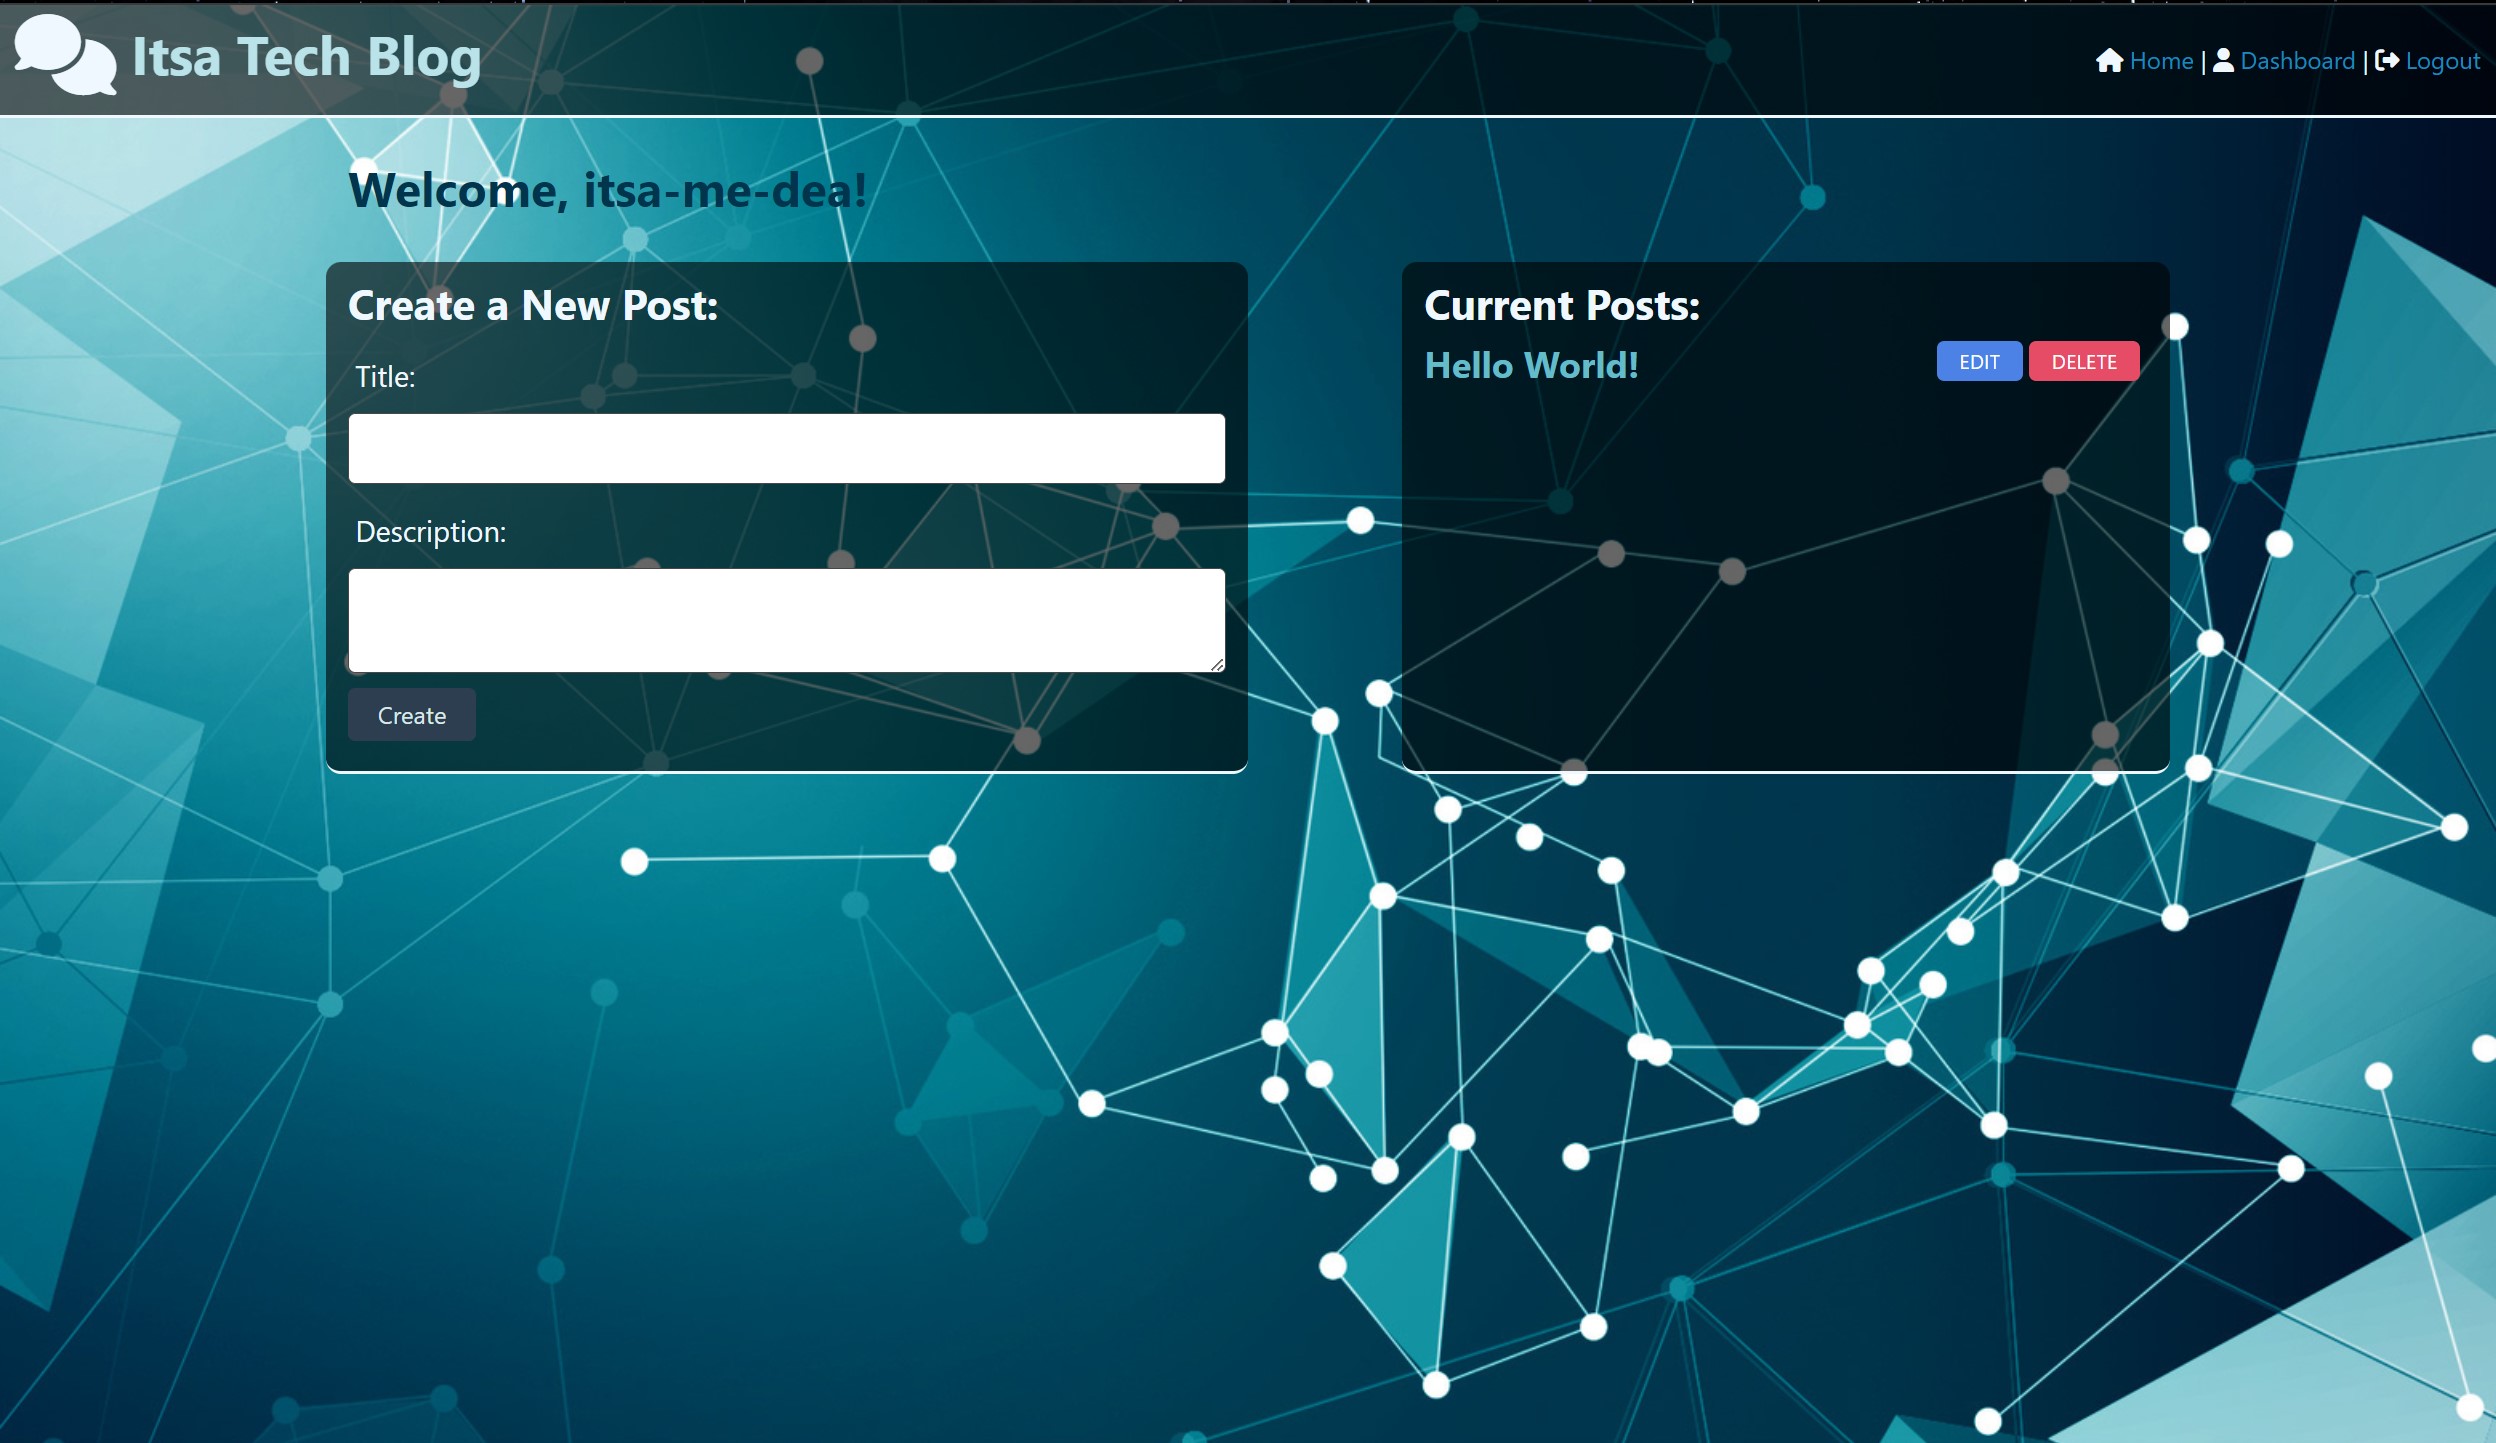 Itsa Tech Blog
Home | Dashboard | Logout
Welcome, itsa-me-dea!
Create a New Post:
Title:
Description:
Create
Current Posts:
Hello World!
EDIT DELETE